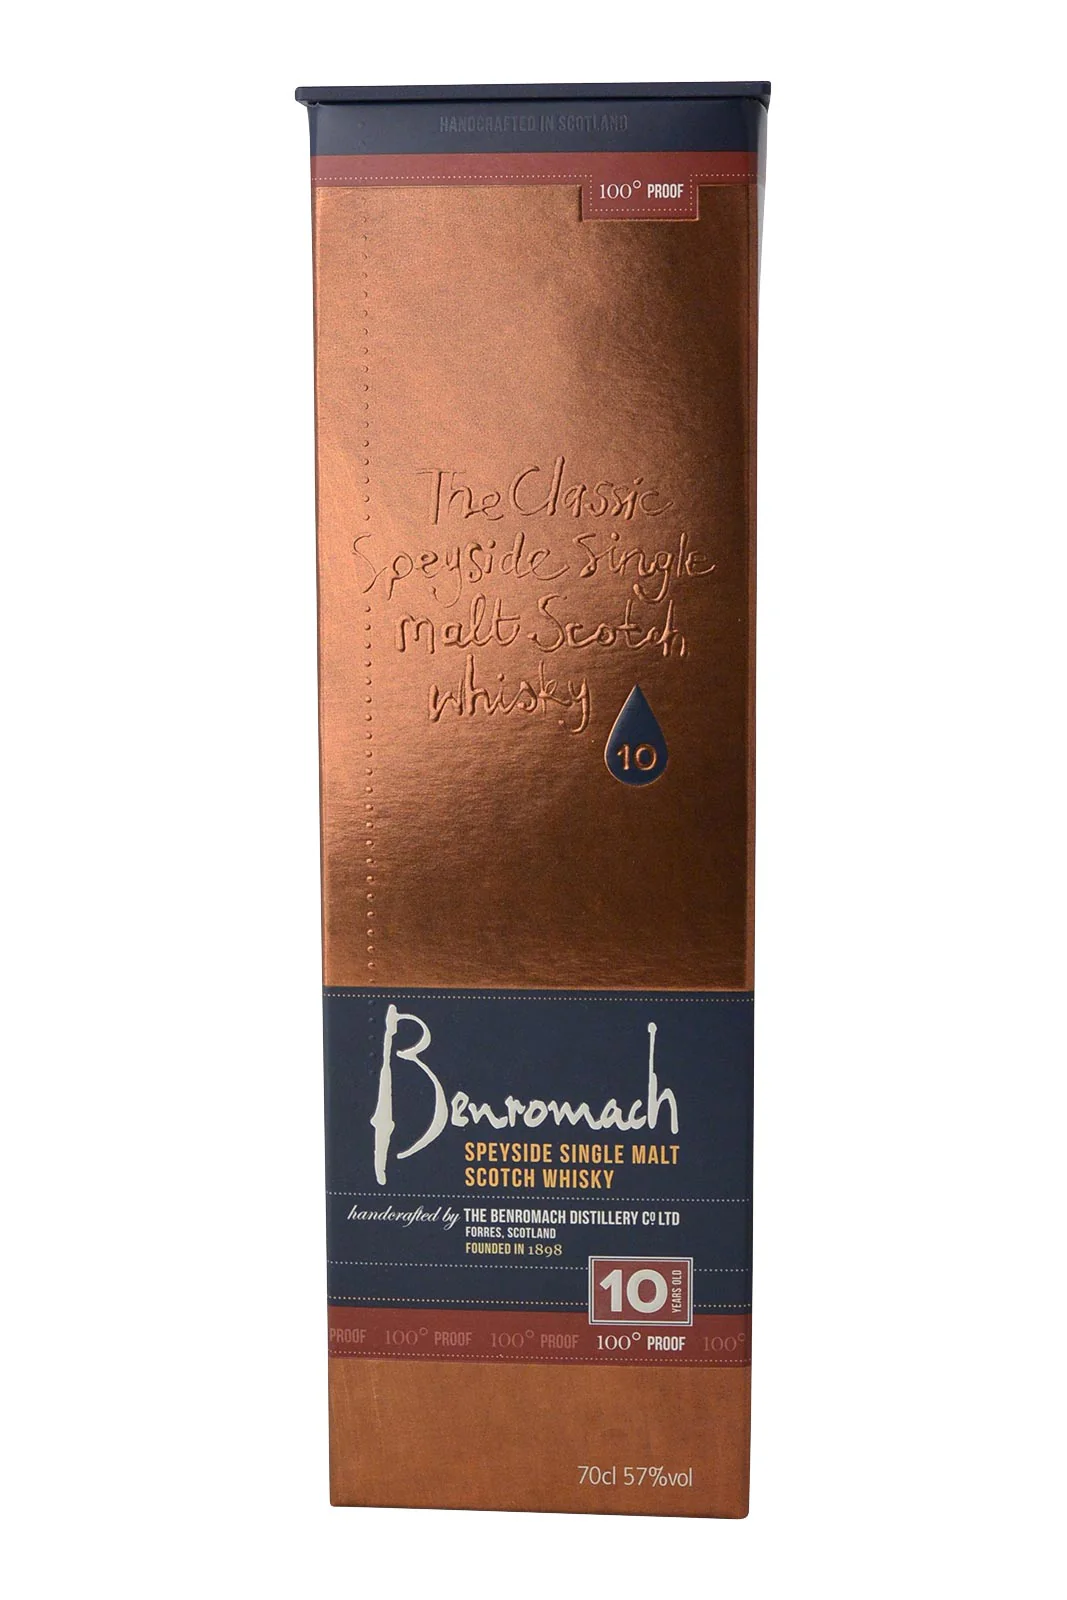 HANDCRAFTED IN SCOTLAND
100° PROOF
The Classic
Speyside Single
Malt Scotch
Whisky
10
Benromach
SPEYSIDE SINGLE MALT
SCOTCH WHISKY
handcrafted by THE BENROMACH DISTILLERY Cº LTD
FORRES, SCOTLAND
FOUNDED IN 1898
10 YEARS OLD
PROOF 100° PROOF 100° PROOF 100° PROOF 100°
70cl 57%vol